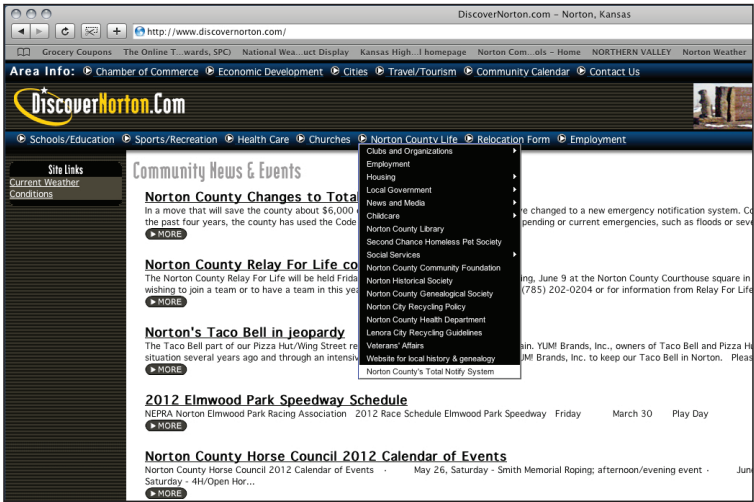 DiscoverNorton.com – Norton, Kansas
http://www.discovernorton.com/
Grocery Coupons The Online T...wards, SPC) National Wea...uct Display Kansas High...l homepage Norton Com...ols – Home NORTHERN VALLEY Norton Weather
Area Info: Chamber of Commerce Economic Development Cities Travel/Tourism Community Calendar Contact Us
DiscoverNorton.Com
Schools/Education Sports/Recreation Health Care Churches Norton County Life Relocation Form Employment
Site Links
Current Weather
Conditions
Clubs and Organizations
Employment
Housing
Local Government
News and Media
Childcare
Norton County Library
Second Chance Homeless Pet Society
Social Services
Norton County Community Foundation
Norton Historical Society
Norton County Genealogical Society
Norton City Recycling Policy
Norton County Health Department
Lenora City Recycling Guidelines
Veterans' Affairs
Website for local history & genealogy
Norton County's Total Notify System
Community News & Events
Norton County Changes to Tota
In a move that will save the county about $6,000 ve changed to a new emergency notification system. Co
the past four years, the county has used the Code pending or current emergencies, such as floods or seve
MORE
Norton County Relay For Life co
The Norton County Relay For Life will be held Frida ing, June 9 at the Norton County Courthouse square in
wishing to join a team or to have a team in this yea (785) 202-0204 or for information from Relay For Life
MORE
Norton's Taco Bell in jeopardy
The Taco Bell part of our Pizza Hut/Wing Street re ain. YUM! Brands, Inc., owners of Taco Bell and Pizza Hu
situation several years ago and through an intensiv UM! Brands, Inc. to keep our Taco Bell in Norton. Pleas
MORE
2012 Elmwood Park Speedway Schedule
NEPRA Norton Elmwood Park Racing Association 2012 Race Schedule Elmwood Park Speedway Friday March 30 Play Day
MORE
Norton County Horse Council 2012 Calendar of Events
Norton County Horse Council 2012 Calendar of Events · May 26, Saturday - Smith Memorial Roping; afternoon/evening event · Jun
Saturday - 4H/Open Hor...
MORE